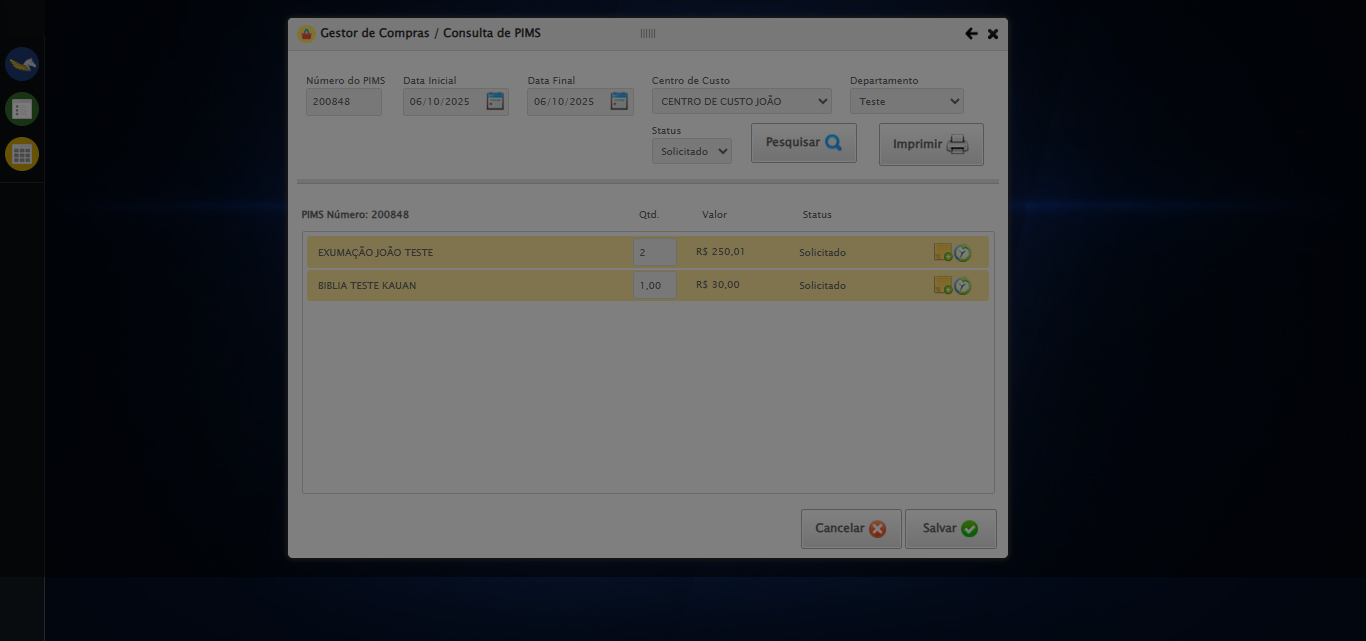 Gestor de Compras / Consulta de PIMS
Número do PIMS Data Inicial Data Final Centro de Custo Departamento
200848 06/10/2025 06/10/2025 CENTRO DE CUSTO JOÃO Teste
Status
Solicitado Pesquisar Imprimir
PIMS Número: 200848 Qtd. Valor Status
EXUMAÇÃO JOÃO TESTE 2 R$ 250,01 Solicitado
BIBLIA TESTE KAUAN 1,00 R$ 30,00 Solicitado
Cancelar Salvar